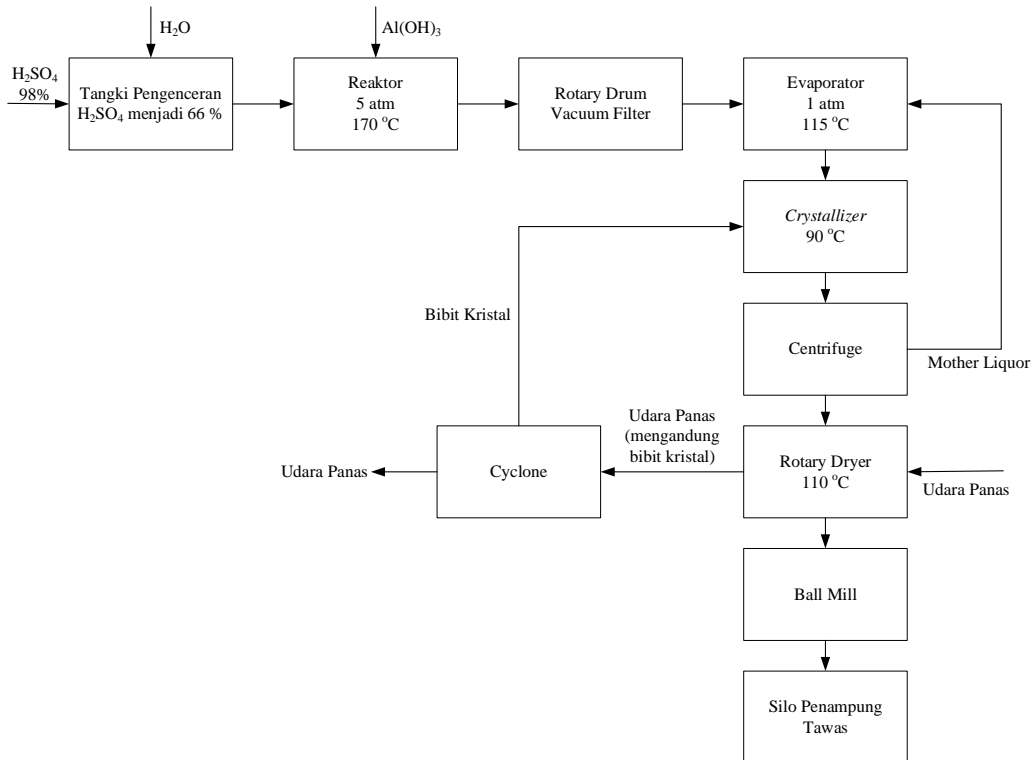 H₂O
Al(OH)₃
H₂SO₄
98%
Tangki Pengenceran
H₂SO₄ menjadi 66 %
Reaktor
5 atm
170 °C
Rotary Drum
Vacuum Filter
Evaporator
1 atm
115 °C
Crystallizer
90 °C
Bibit Kristal
Centrifuge
Mother Liquor
Udara Panas
(mengandung
bibit kristal)
Udara Panas
Cyclone
Rotary Dryer
110 °C
Udara Panas
Ball Mill
Silo Penampung
Tawas